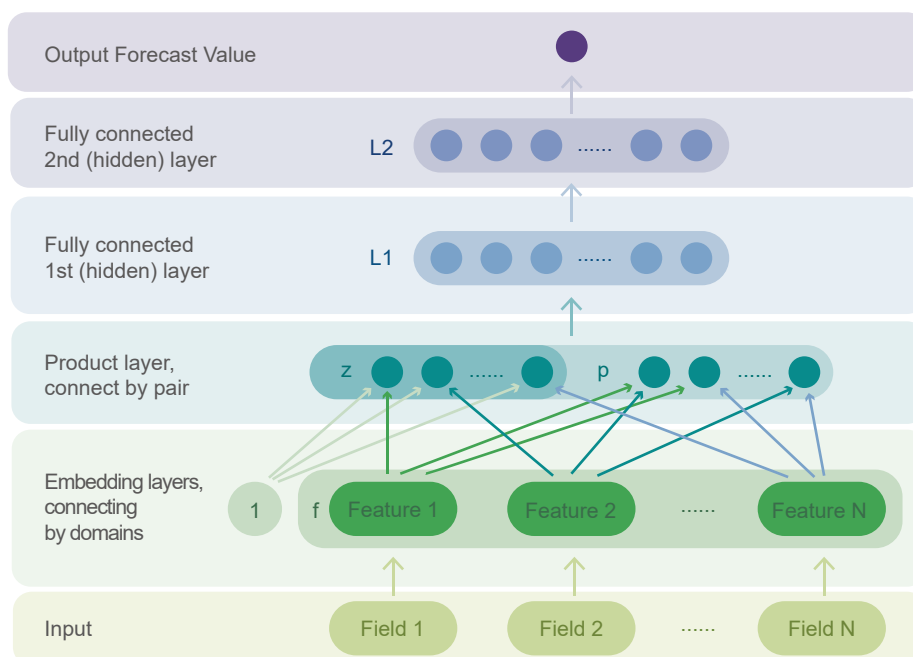 Output Forecast Value
Fully connected
2nd (hidden) layer
L2
......
Fully connected
1st (hidden) layer
L1
......
Product layer,
connect by pair
z
......
p
......
Embedding layers,
connecting
by domains
1
f
Feature 1
Feature 2
......
Feature N
Input
Field 1
Field 2
......
Field N